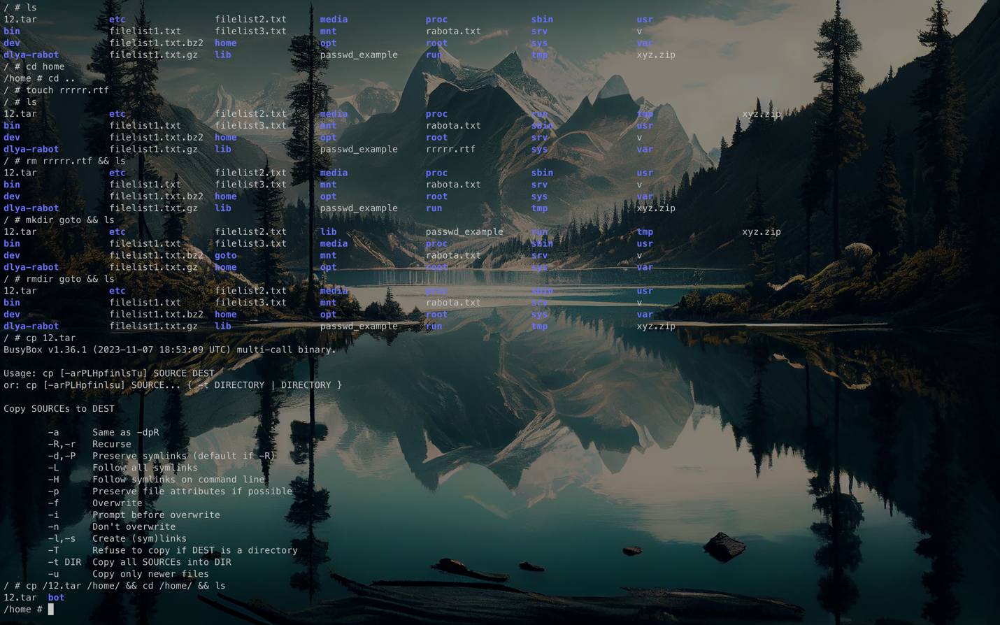 / # ls
12.tar etc filelist2.txt media proc sbin usr
bin filelist1.txt filelist3.txt mnt rabota.txt srv v
dev filelist1.txt.bz2 home opt root sys var
dlya-rabot filelist1.txt.gz lib passwd_example run tmp xyz.zip
/ # cd home
/home # cd ..
/ # touch rrrrr.rtf
/ # ls
12.tar etc filelist2.txt media proc run tmp xyz.zip
bin filelist1.txt filelist3.txt mnt rabota.txt sbin usr
dev filelist1.txt.bz2 home opt root srv v
dlya-rabot filelist1.txt.gz lib passwd_example rrrrr.rtf sys var
/ # rm rrrrr.rtf && ls
12.tar etc filelist2.txt media proc sbin usr
bin filelist1.txt filelist3.txt mnt rabota.txt srv v
dev filelist1.txt.bz2 home opt root sys var
dlya-rabot filelist1.txt.gz lib passwd_example run tmp xyz.zip
/ # mkdir goto && ls
12.tar etc filelist2.txt lib passwd_example run tmp xyz.zip
bin filelist1.txt filelist3.txt media proc sbin usr
dev filelist1.txt.bz2 goto mnt rabota.txt srv v
dlya-rabot filelist1.txt.gz home opt root sys var
/ # rmdir goto && ls
12.tar etc filelist2.txt media proc sbin usr
bin filelist1.txt filelist3.txt mnt rabota.txt srv v
dev filelist1.txt.bz2 home opt root sys var
dlya-rabot filelist1.txt.gz lib passwd_example run tmp xyz.zip
/ # cp 12.tar
BusyBox v1.36.1 (2023-11-07 18:53:09 UTC) multi-call binary.
Usage: cp [-arPLHpfinlsTu] SOURCE DEST
or: cp [-arPLHpfinlsu] SOURCE... { -t DIRECTORY | DIRECTORY }
Copy SOURCEs to DEST
-a Same as -dpR
-R,-r Recurse
-d,-P Preserve symlinks (default if -R)
-L Follow all symlinks
-H Follow symlinks on command line
-p Preserve file attributes if possible
-f Overwrite
-i Prompt before overwrite
-n Don't overwrite
-l,-s Create (sym)links
-T Refuse to copy if DEST is a directory
-t DIR Copy all SOURCEs into DIR
-u Copy only newer files
/ # cp /12.tar /home/ && cd /home/ && ls
12.tar bot
/home #